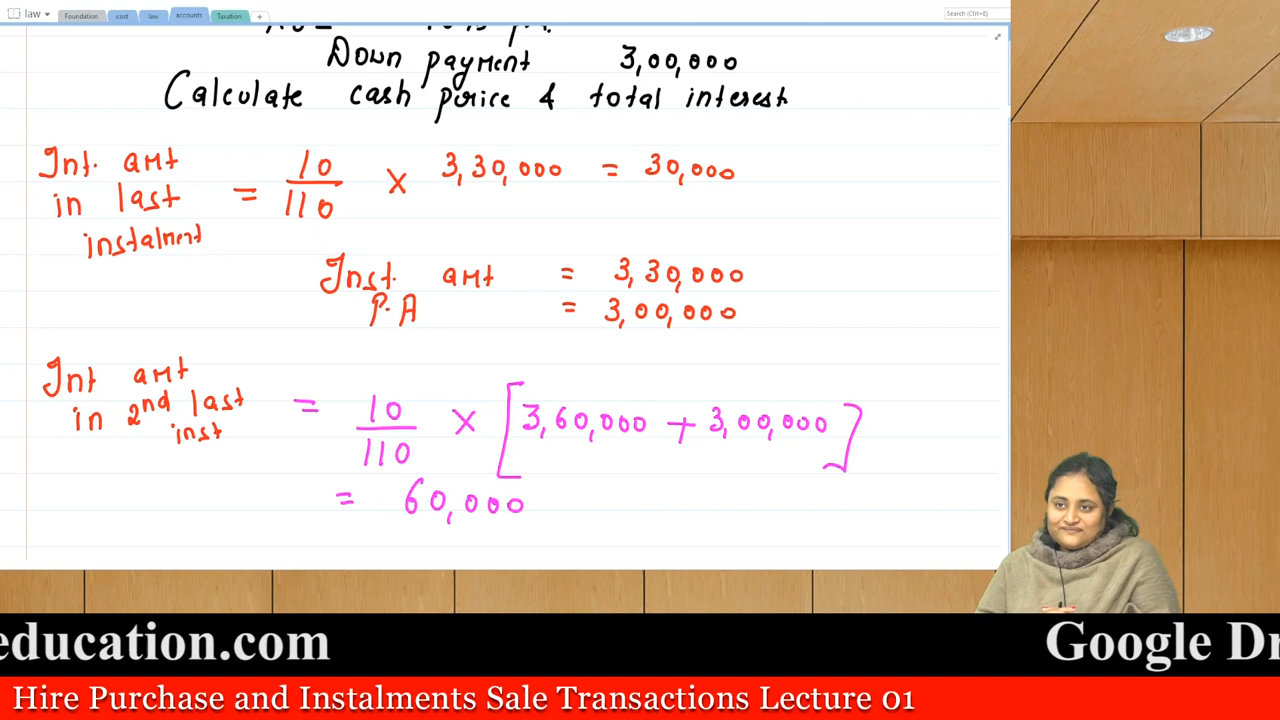 law
Foundation cost law accounts Taxation +
Search (Ctrl+E)
Down payment 3,00,000
Calculate cash price & total interest
Int. amt in last instalment = 10/110 × 3,30,000 = 30,000
Inst. amt = 3,30,000
P.A = 3,00,000
Int amt in 2nd last inst = 10/110 × [3,60,000 + 3,00,000]
= 60,000
education.com Google Dr
Hire Purchase and Instalments Sale Transactions Lecture 01